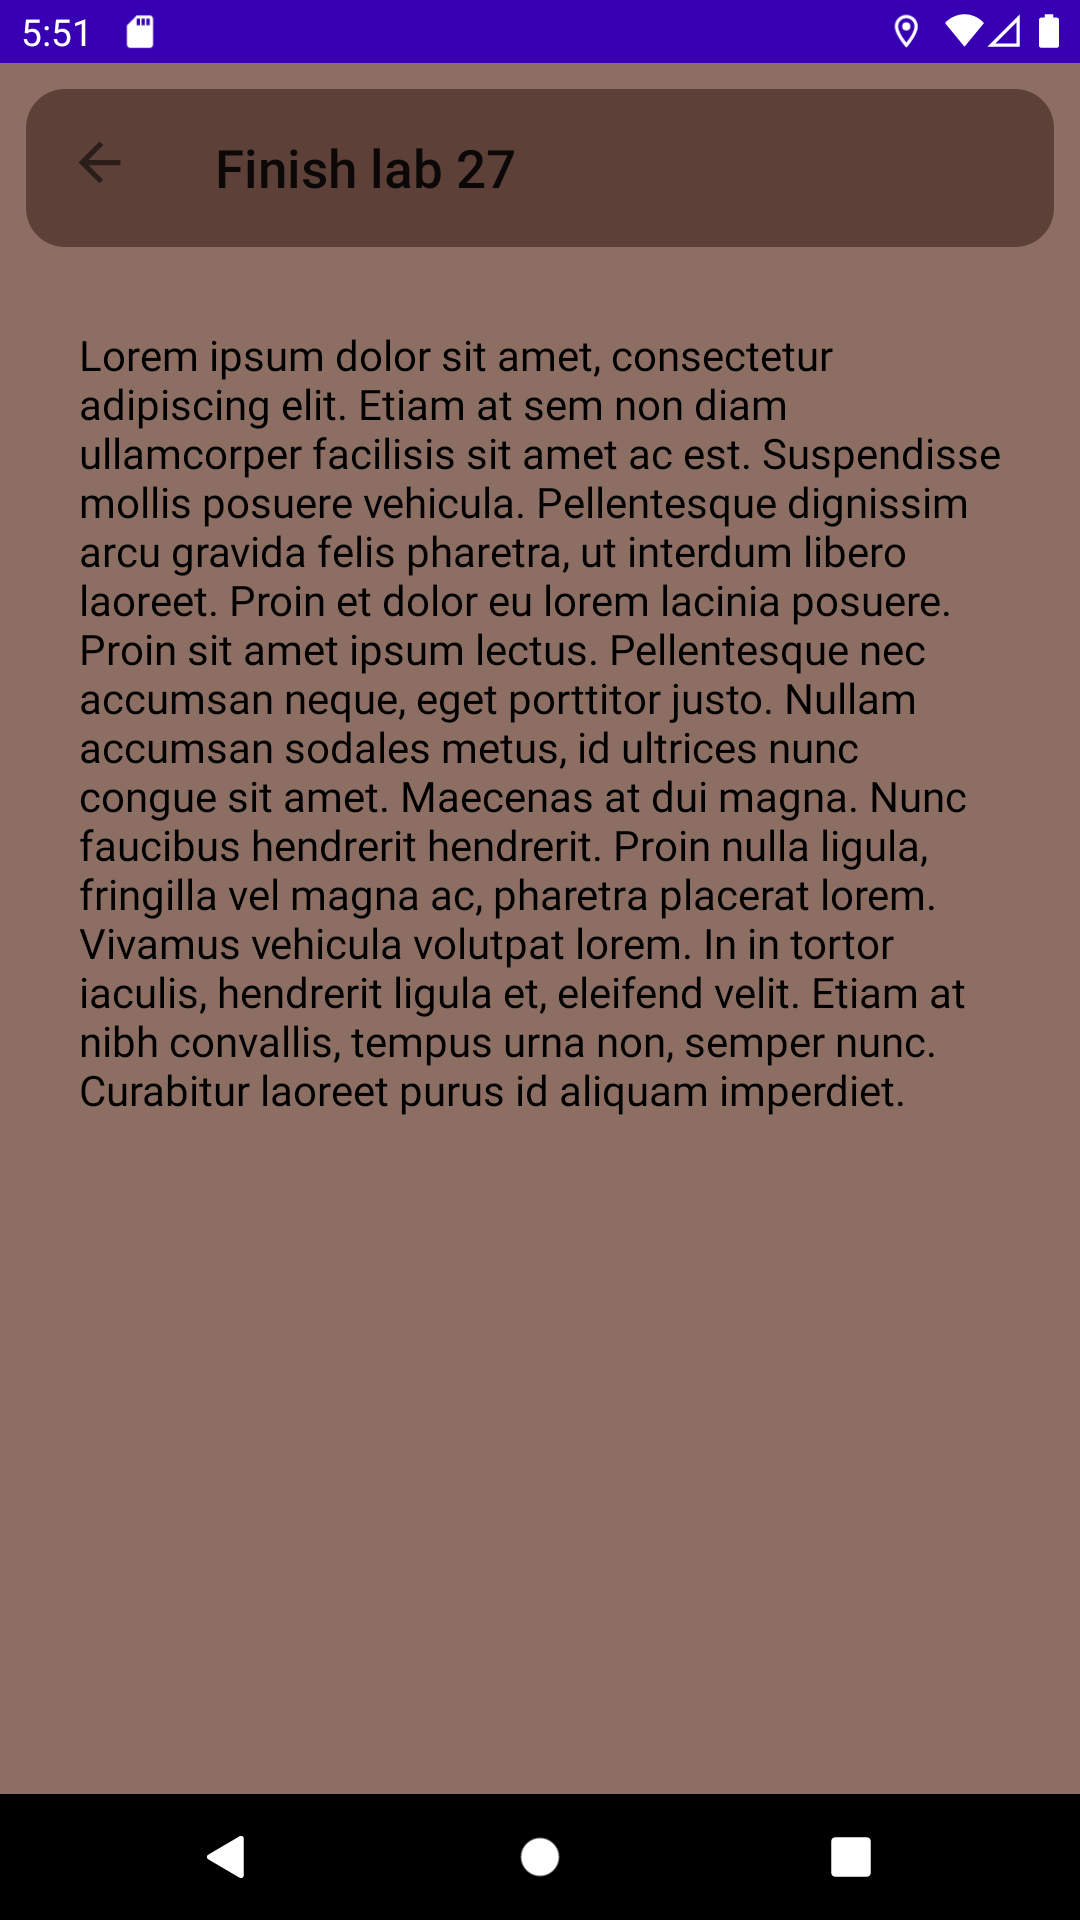 5:51
Finish lab 27
Lorem ipsum dolor sit amet, consectetur
adipiscing elit. Etiam at sem non diam
ullamcorper facilisis sit amet ac est. Suspendisse
mollis posuere vehicula. Pellentesque dignissim
arcu gravida felis pharetra, ut interdum libero
laoreet. Proin et dolor eu lorem lacinia posuere.
Proin sit amet ipsum lectus. Pellentesque nec
accumsan neque, eget porttitor justo. Nullam
accumsan sodales metus, id ultrices nunc
congue sit amet. Maecenas at dui magna. Nunc
faucibus hendrerit hendrerit. Proin nulla ligula,
fringilla vel magna ac, pharetra placerat lorem.
Vivamus vehicula volutpat lorem. In in tortor
iaculis, hendrerit ligula et, eleifend velit. Etiam at
nibh convallis, tempus urna non, semper nunc.
Curabitur laoreet purus id aliquam imperdiet.